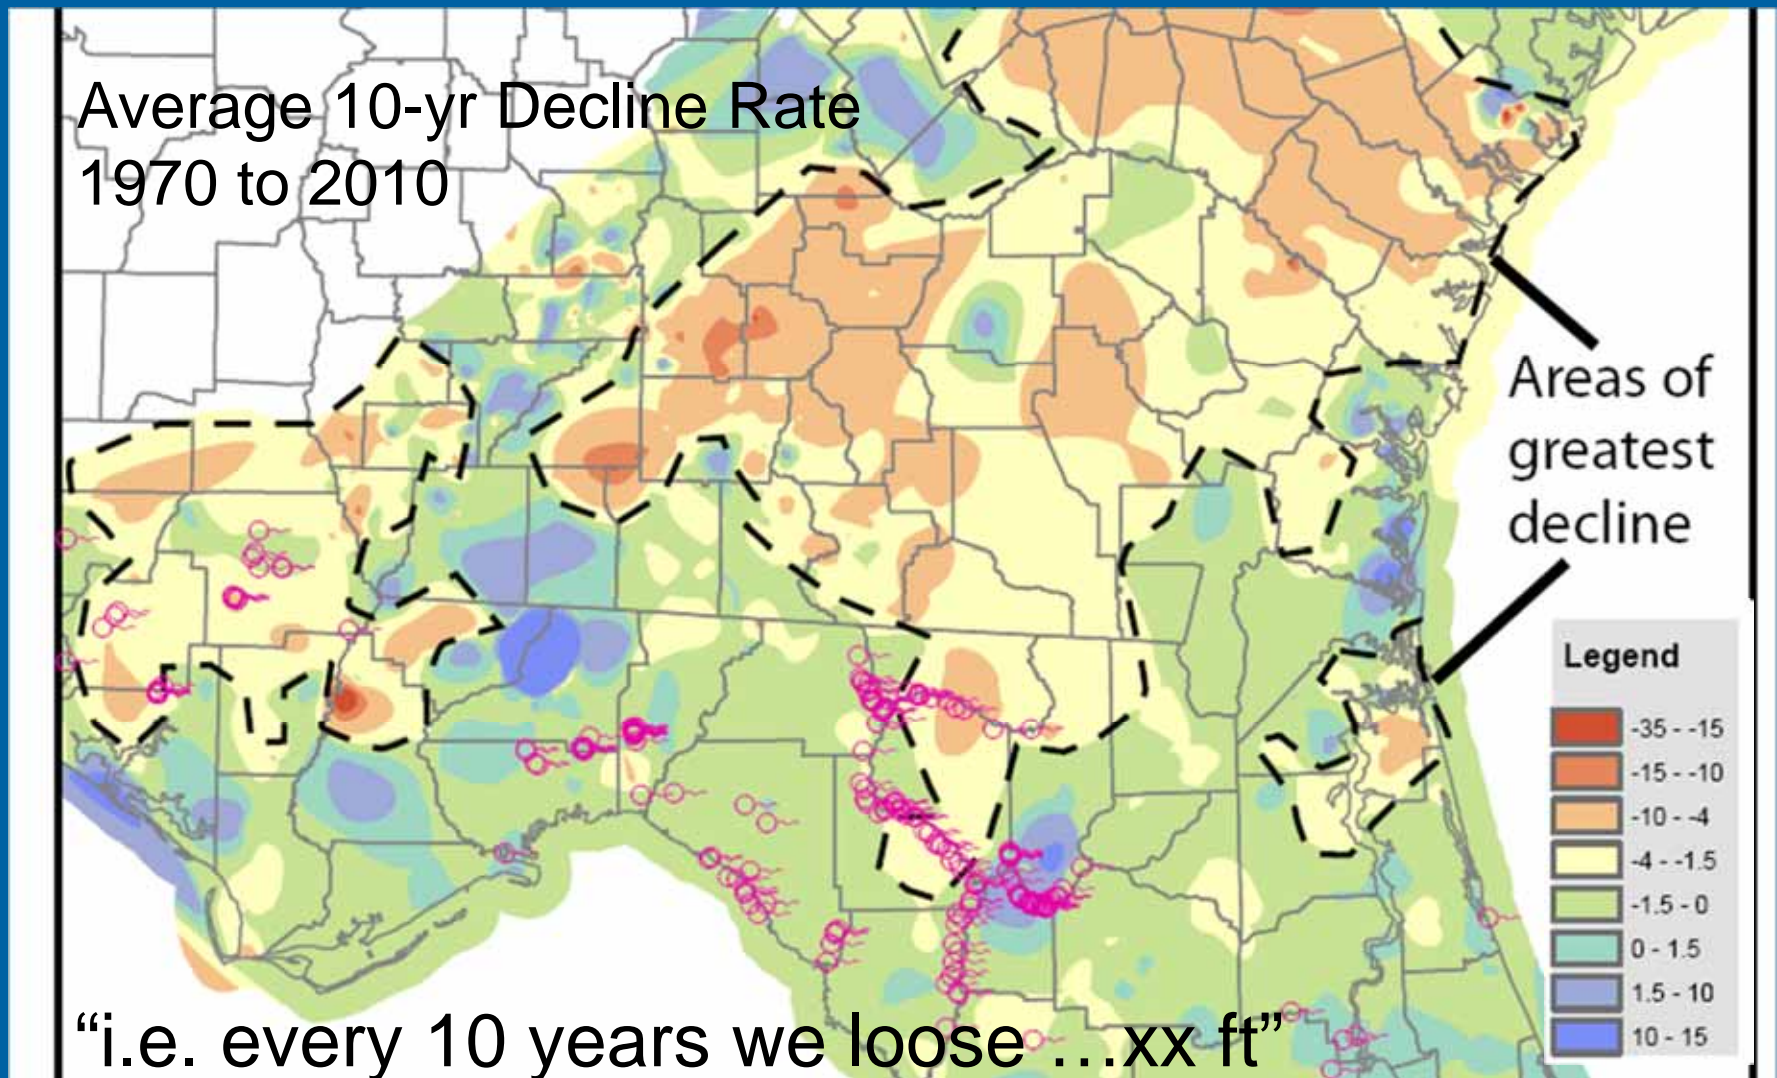 Average 10-yr Decline Rate
1970 to 2010
Areas of
greatest
decline
Legend
-35 - -15
-15 - -10
-10 - -4
-4 - -1.5
-1.5 - 0
0 - 1.5
1.5 - 10
10 - 15
“i.e. every 10 years we loose …xx ft”